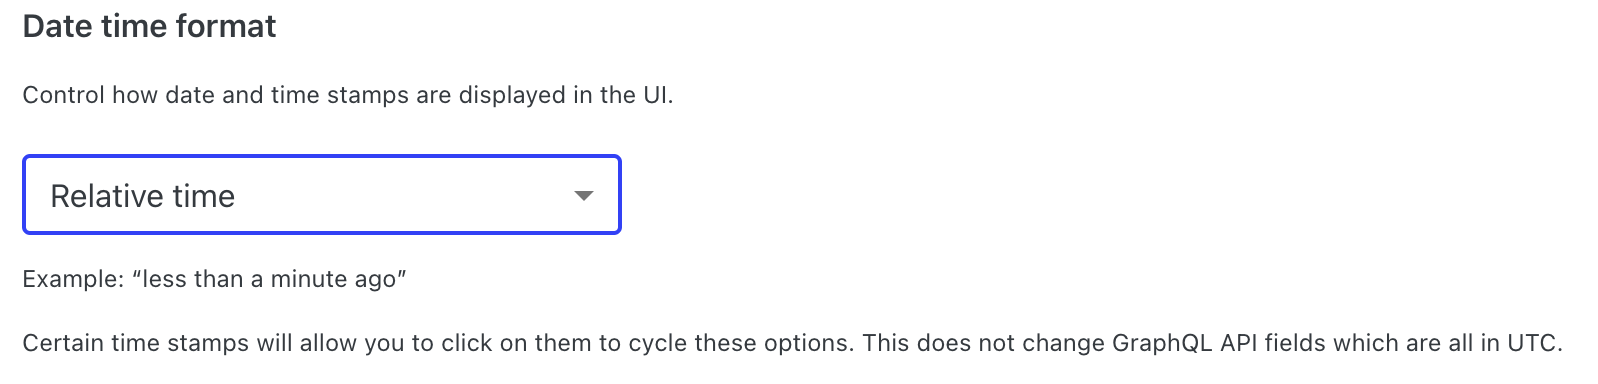 Date time format
Control how date and time stamps are displayed in the UI.
Relative time
Example: “less than a minute ago”
Certain time stamps will allow you to click on them to cycle these options. This does not change GraphQL API fields which are all in UTC.